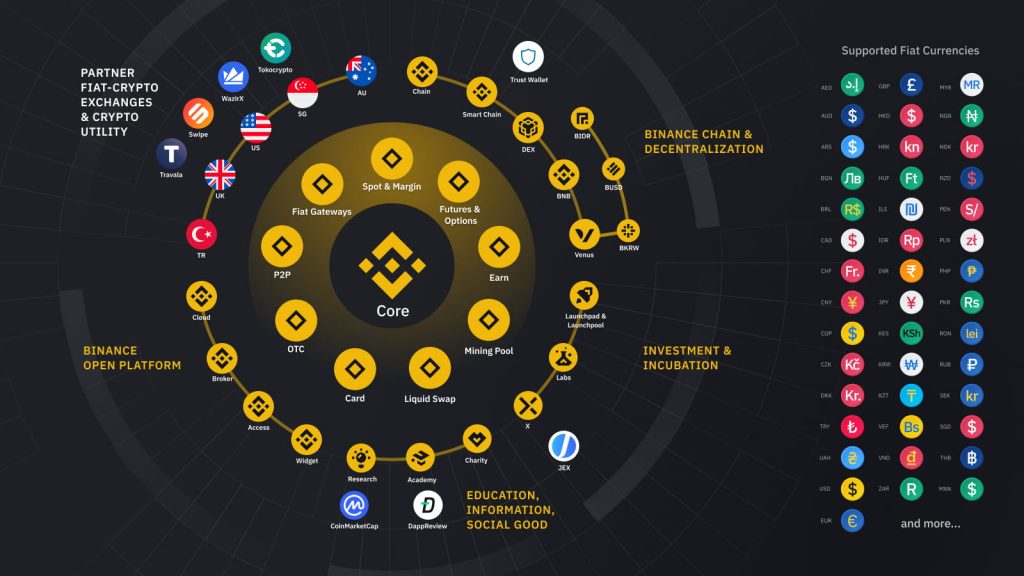 PARTNER
FIAT-CRYPTO
EXCHANGES
& CRYPTO
UTILITY
Tokocrypto
WazirX
Swipe
Travala
AU
SG
US
UK
TR
Chain
Smart Chain
Trust Wallet
DEX
BNB
Venus
BIDR
BUSD
BKRW
BINANCE CHAIN &
DECENTRALIZATION
Spot & Margin
Fiat Gateways
Futures &
Options
P2P
Earn
Core
OTC
Mining Pool
Card
Liquid Swap
BINANCE
OPEN PLATFORM
Cloud
Broker
Access
Widget
Launchpad &
Launchpool
Labs
X
JEX
INVESTMENT &
INCUBATION
Research
Academy
Charity
CoinMarketCap
DappReview
EDUCATION,
INFORMATION,
SOCIAL GOOD
Supported Fiat Currencies
AED د.إ GBP £ MYR MR
AUD $ HKD $ NGN ₦
ARS $ HRK kn NOK kr
BGN Лв HUF Ft NZD $
BRL R$ ILS ₪ PEN S/
CAD $ IDR Rp PLN zł
CHF Fr. INR ₹ PHP ₱
CNY ¥ JPY ¥ PKR Rs
COP $ KES KSh RON lei
CZK Kč KRW ₩ RUB ₽
DKK Kr. KZT ₸ SEK kr
TRY ₺ VEF Bs SGD $
UAH ₴ VND ₫ THB ฿
USD $ ZAR R MXN $
EUR € and more...